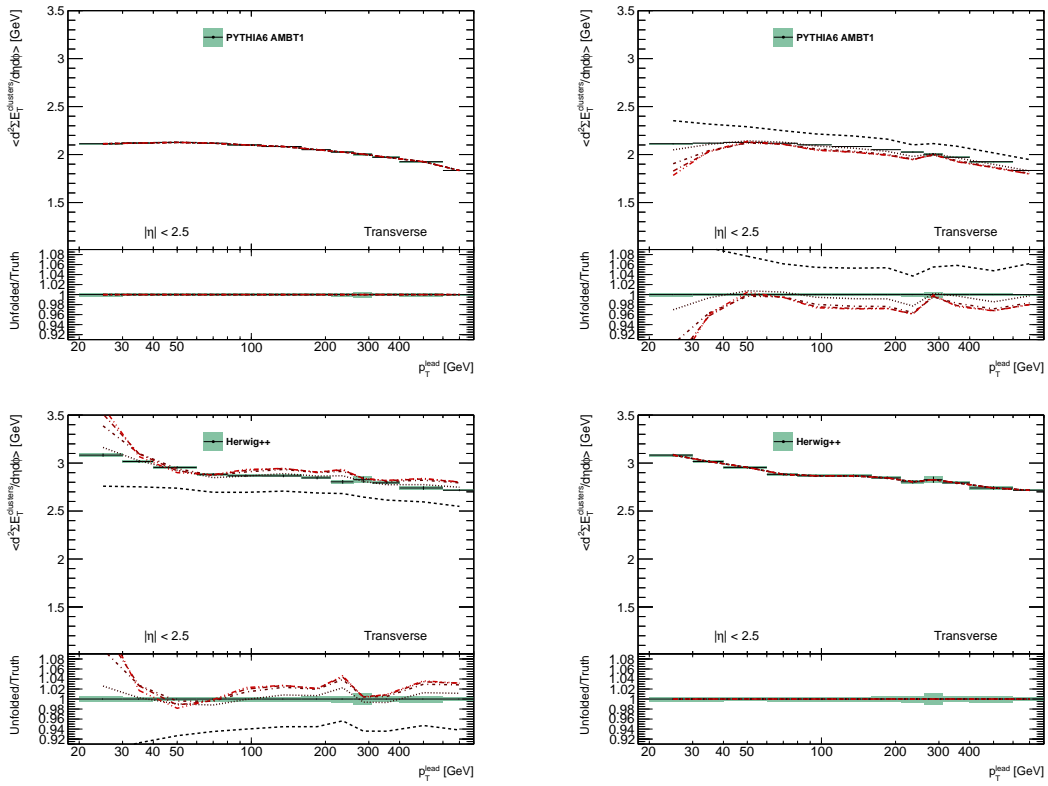 <d²ΣE_T^clusters/dηdϕ> [GeV]
3.5
3
2.5
2
1.5
PYTHIA6 AMBT1
|η| < 2.5 Transverse
Unfolded/Truth
1.08
1.06
1.04
1.02
1
0.98
0.96
0.94
0.92
20 30 40 50 100 200 300 400
p_T^lead [GeV]
<d²ΣE_T^clusters/dηdϕ> [GeV]
3.5
3
2.5
2
1.5
PYTHIA6 AMBT1
|η| < 2.5 Transverse
Unfolded/Truth
1.08
1.06
1.04
1.02
1
0.98
0.96
0.94
0.92
20 30 40 50 100 200 300 400
p_T^lead [GeV]
<d²ΣE_T^clusters/dηdϕ> [GeV]
3.5
3
2.5
2
1.5
Herwig++
|η| < 2.5 Transverse
Unfolded/Truth
1.08
1.06
1.04
1.02
1
0.98
0.96
0.94
0.92
20 30 40 50 100 200 300 400
p_T^lead [GeV]
<d²ΣE_T^clusters/dηdϕ> [GeV]
3.5
3
2.5
2
1.5
Herwig++
|η| < 2.5 Transverse
Unfolded/Truth
1.08
1.06
1.04
1.02
1
0.98
0.96
0.94
0.92
20 30 40 50 100 200 300 400
p_T^lead [GeV]